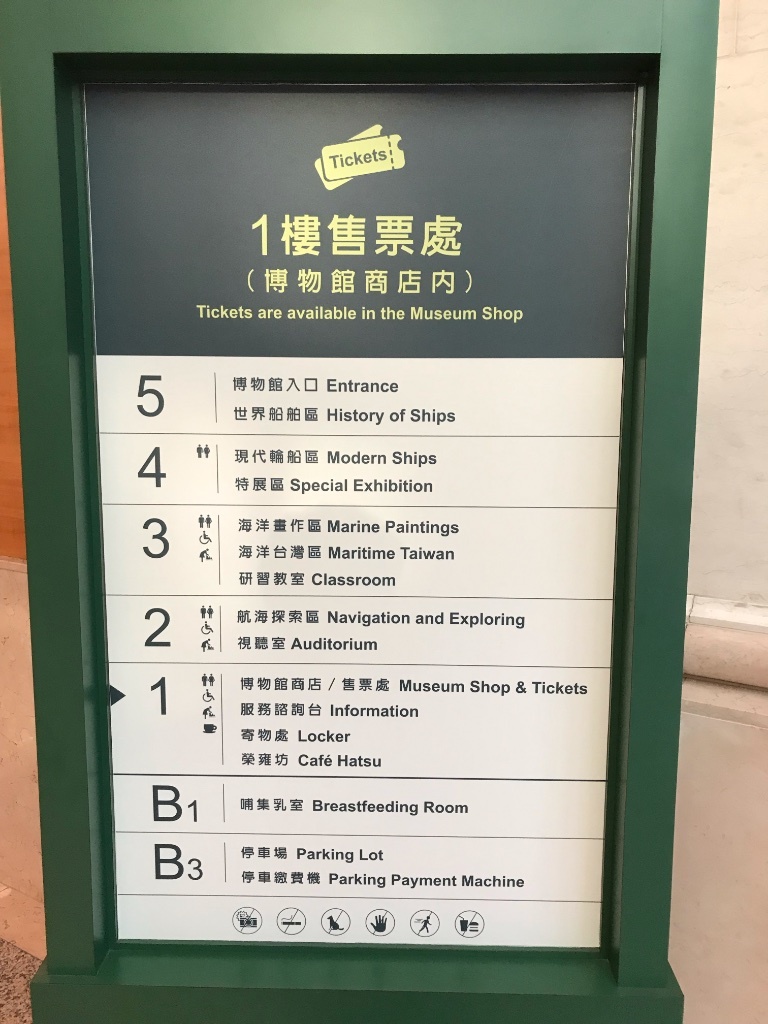 Tickets
1樓售票處
(博物館商店內)
Tickets are available in the Museum Shop
5
博物館入口 Entrance
世界船舶區 History of Ships
4
現代輪船區 Modern Ships
特展區 Special Exhibition
3
海洋畫作區 Marine Paintings
海洋台灣區 Maritime Taiwan
研習教室 Classroom
2
航海探索區 Navigation and Exploring
視聽室 Auditorium
1
博物館商店 / 售票處 Museum Shop & Tickets
服務諮詢台 Information
寄物處 Locker
榮雍坊 Café Hatsu
B1
哺集乳室 Breastfeeding Room
B3
停車場 Parking Lot
停車繳費機 Parking Payment Machine